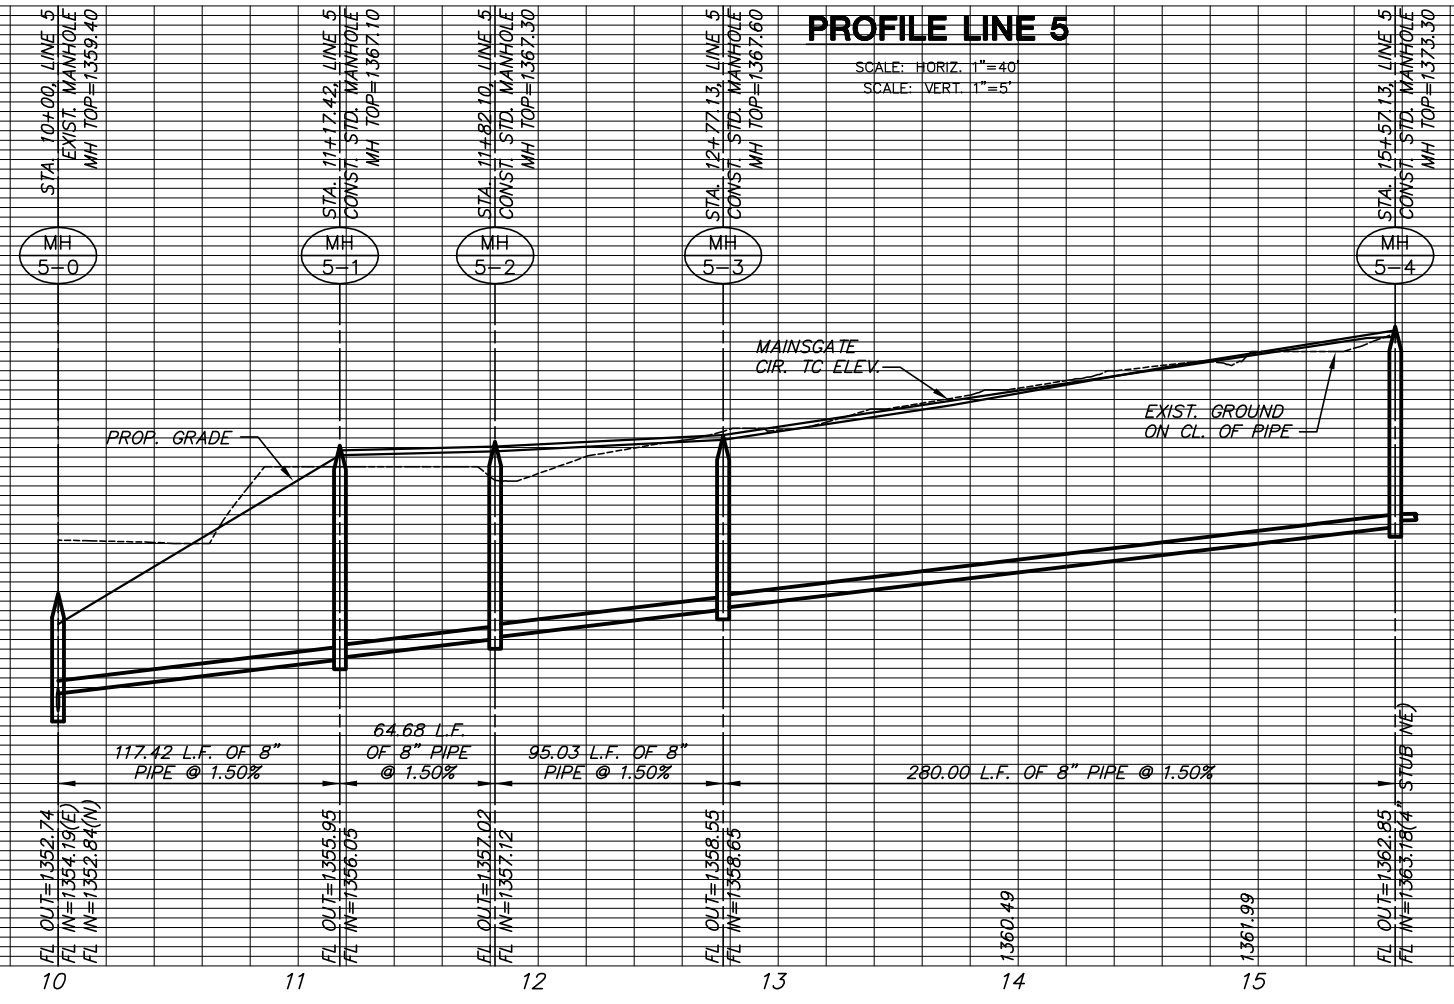 PROFILE LINE 5
SCALE: HORIZ. 1"=40'
SCALE: VERT. 1"=5'
STA. 10+00, LINE 5
EXIST. MANHOLE
MH TOP=1359.40
STA. 11+17.42, LINE 5
CONST. STD. MANHOLE
MH TOP=1367.10
STA. 11+82.10, LINE 5
CONST. STD. MANHOLE
MH TOP=1367.30
STA. 12+77.13, LINE 5
CONST. STD. MANHOLE
MH TOP=1367.60
STA. 15+57.13, LINE 5
CONST. STD. MANHOLE
MH TOP=1373.30
MH
5-0
MH
5-1
MH
5-2
MH
5-3
MH
5-4
MAINSGATE
CIR. TC ELEV.
PROP. GRADE
EXIST. GROUND
ON CL. OF PIPE
117.42 L.F. OF 8"
PIPE @ 1.50%
64.68 L.F.
OF 8" PIPE
@ 1.50%
95.03 L.F. OF 8"
PIPE @ 1.50%
280.00 L.F. OF 8" PIPE @ 1.50%
FL OUT=1352.74
FL IN=1354.19(E)
FL IN=1352.84(N)
FL OUT=1355.95
FL IN=1356.05
FL OUT=1357.02
FL IN=1357.12
FL OUT=1358.55
FL IN=1358.65
1360.49
1361.99
FL OUT=1362.85
FL IN=1363.18(4" STUB NE)
10
11
12
13
14
15